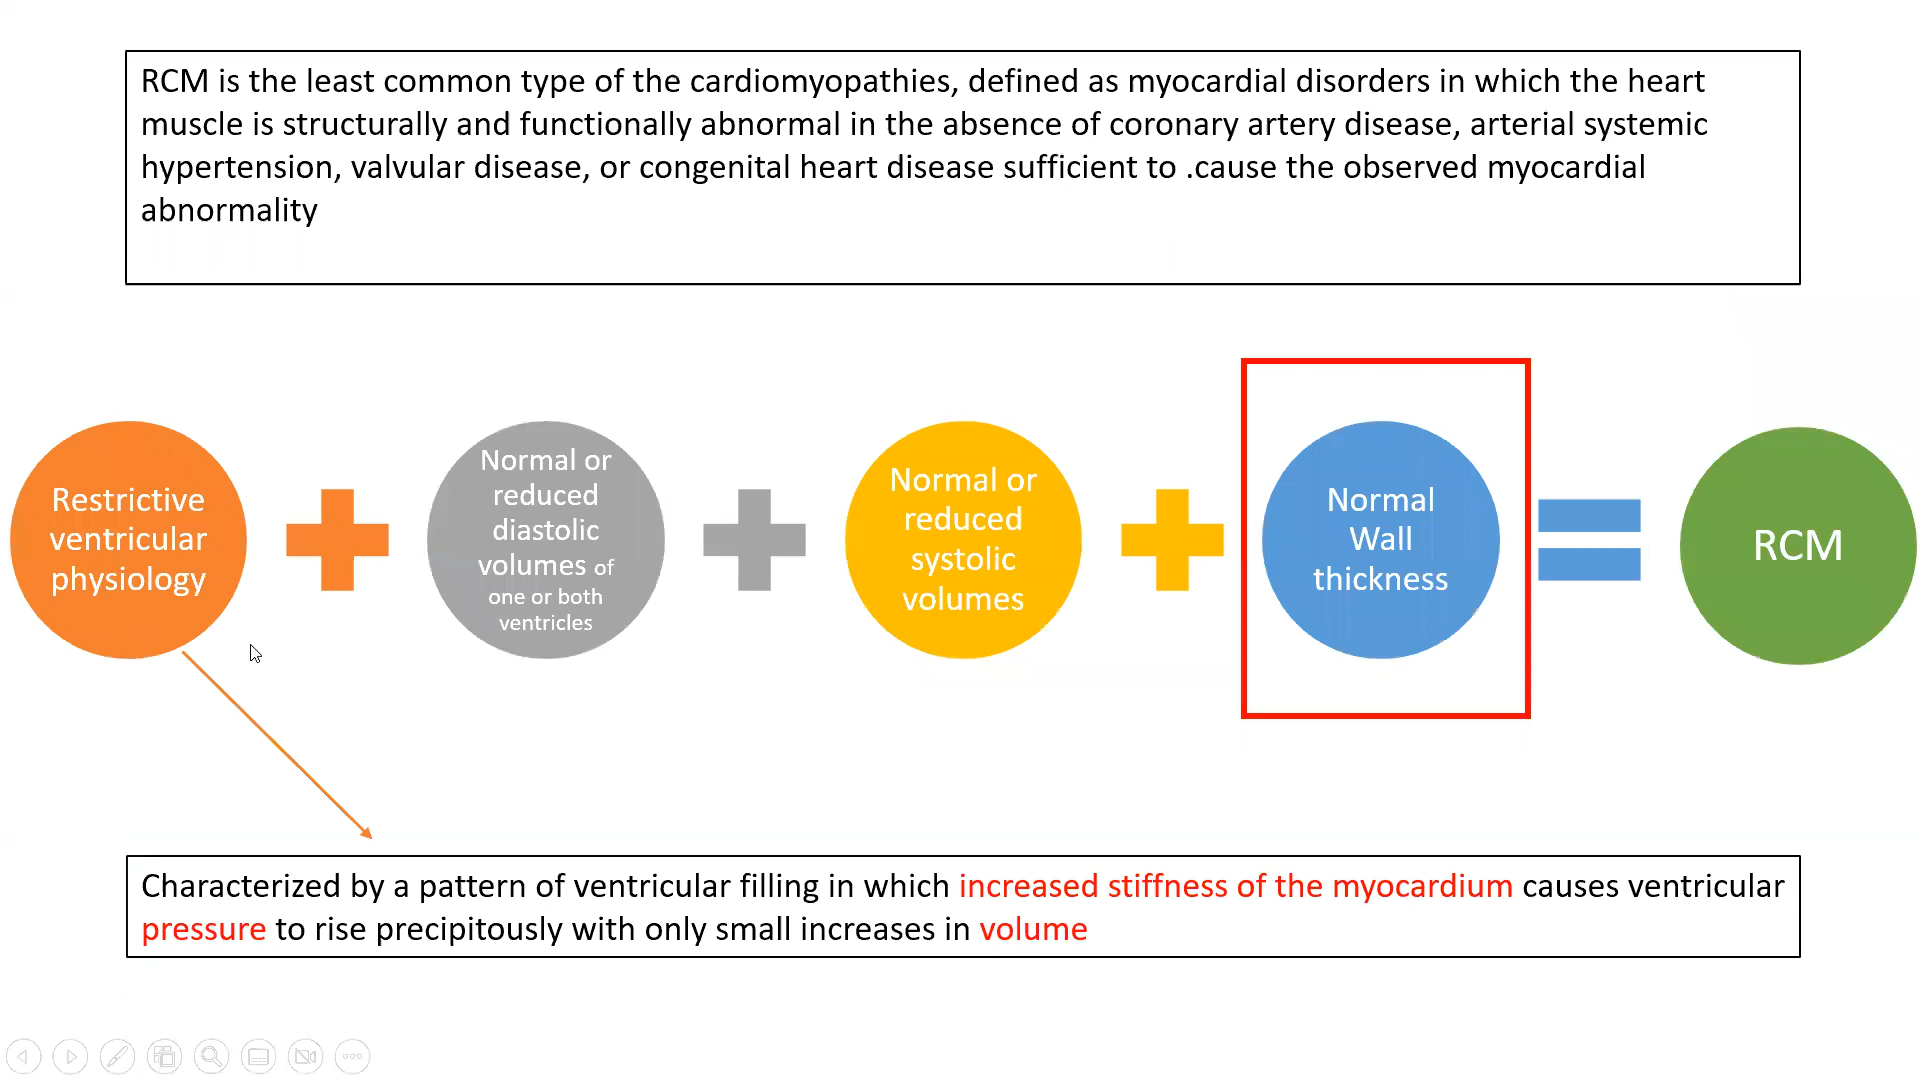 RCM is the least common type of the cardiomyopathies, defined as myocardial disorders in which the heart
muscle is structurally and functionally abnormal in the absence of coronary artery disease, arterial systemic
hypertension, valvular disease, or congenital heart disease sufficient to .cause the observed myocardial
abnormality
Restrictive
ventricular
physiology
Normal or
reduced
diastolic
volumes of
one or both
ventricles
Normal or
reduced
systolic
volumes
Normal
Wall
thickness
RCM
Characterized by a pattern of ventricular filling in which increased stiffness of the myocardium causes ventricular
pressure to rise precipitously with only small increases in volume